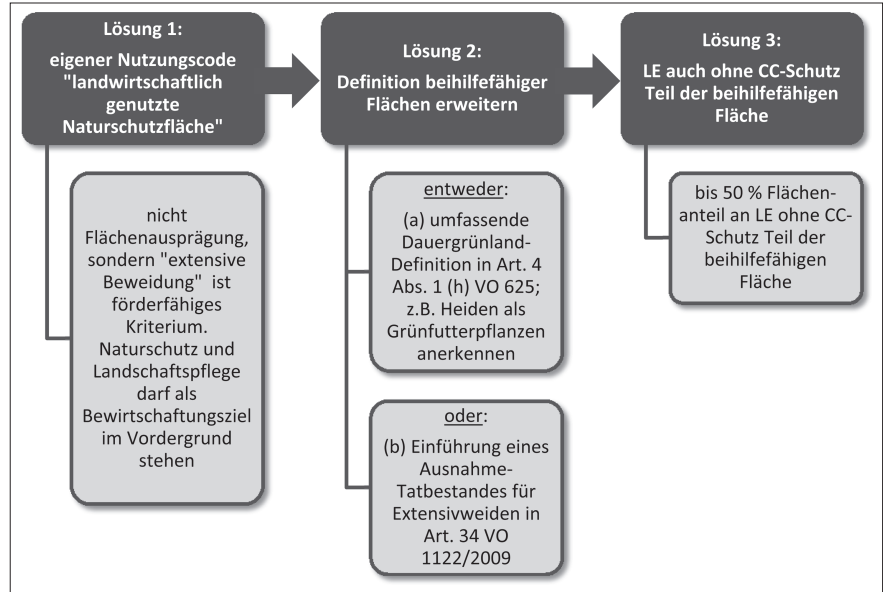 Lösung 1:
eigener Nutzungscode
"landwirtschaftlich
genutzte
Naturschutzfläche"
nicht
Flächenausprägung,
sondern "extensive
Beweidung" ist
förderfähiges
Kriterium.
Naturschutz und
Landschaftspflege
darf als
Bewirtschaftungsziel
im Vordergrund
stehen
Lösung 2:
Definition beihilfefähiger
Flächen erweitern
entweder:
(a) umfassende
Dauergrünland-
Definition in Art. 4
Abs. 1 (h) VO 625;
z.B. Heiden als
Grünfutterpflanzen
anerkennen
oder:
(b) Einführung eines
Ausnahme-
Tatbestandes für
Extensivweiden in
Art. 34 VO
1122/2009
Lösung 3:
LE auch ohne CC-Schutz
Teil der beihilfefähigen
Fläche
bis 50 % Flächen-
anteil an LE ohne CC-
Schutz Teil der
beihilfefähigen
Fläche